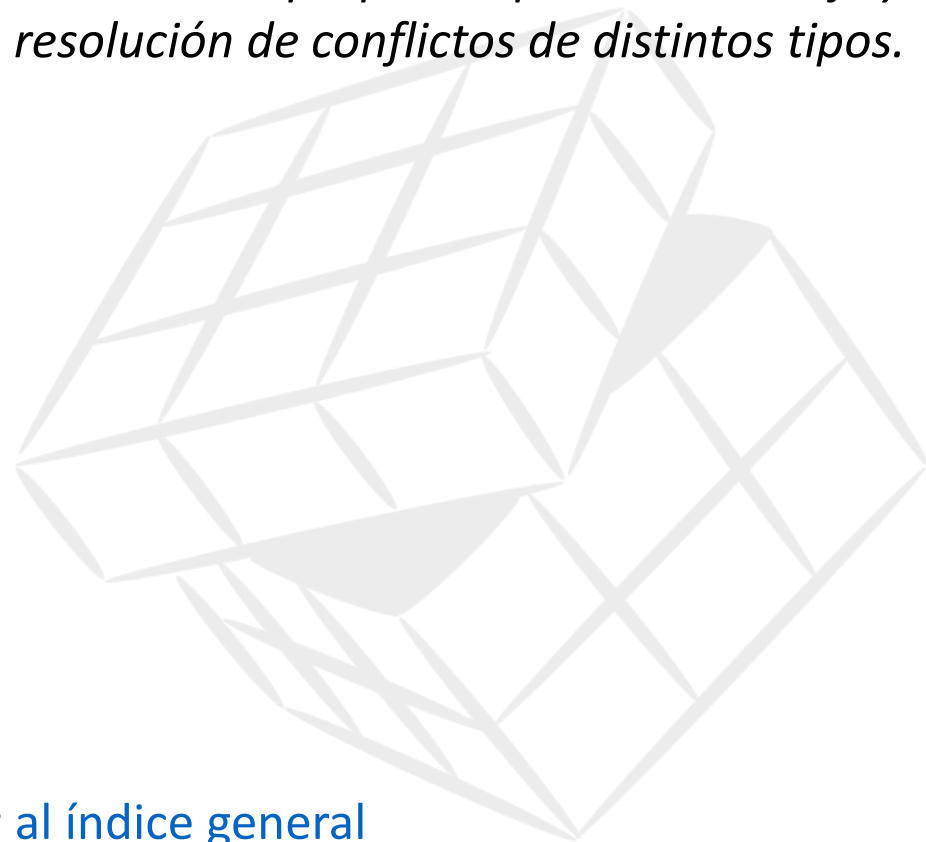 resolución de conflictos de distintos tipos.
al índice general